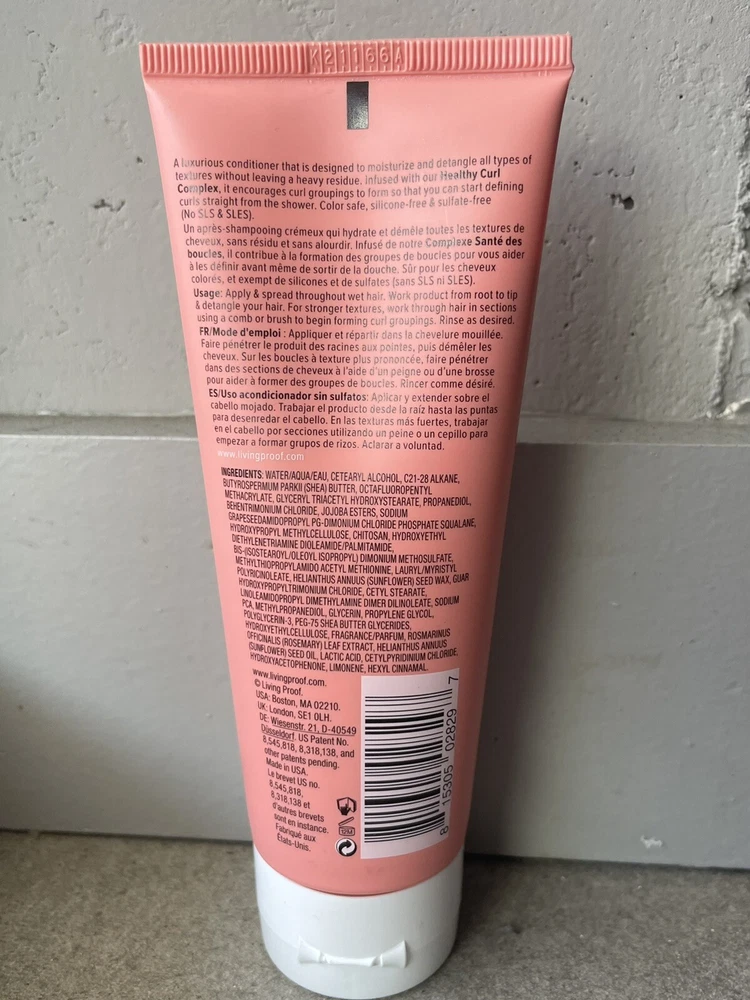 K21166A
A luxurious conditioner that is designed to moisturize and detangle all types of
textures without leaving a heavy residue. Infused with our Healthy Curl
Complex, it encourages curl groupings to form so that you can start defining
curls straight from the shower. Color safe, silicone-free & sulfate-free
(No SLS & SLES).
Un après-shampooing crémeux qui hydrate et démêle toutes les textures de
cheveux, sans résidu et sans alourdir. Infusé de notre Complexe Santé des
boucles, il contribue à la formation des groupes de boucles pour vous aider
à les définir avant même de sortir de la douche. Sûr pour les cheveux
colorés, et exempt de silicones et de sulfates (sans SLS ni SLES).
Usage: Apply & spread throughout wet hair. Work product from root to tip
& detangle your hair. For stronger textures, work through hair in sections
using a comb or brush to begin forming curl groupings. Rinse as desired.
FR/Mode d'emploi : Appliquer et répartir dans la chevelure mouillée.
Faire pénétrer le produit des racines aux pointes, puis démêler les
cheveux. Sur les boucles à texture plus prononcée, faire pénétrer
dans des sections de cheveux à l'aide d'un peigne ou d'une brosse
pour aider à former des groupes de boucles. Rincer comme désiré.
ES/Uso acondicionador sin sulfatos: Aplicar y extender sobre el
cabello mojado. Trabajar el producto desde la raíz hasta las puntas
para desenredar el cabello. En las texturas más fuertes, trabajar
en el cabello por secciones utilizando un peine o un cepillo para
empezar a formar grupos de rizos. Aclarar a voluntad.
www.livingproof.com
INGREDIENTS: WATER/AQUA/EAU, CETEARYL ALCOHOL, C21-28 ALKANE,
BUTYROSPERMUM PARKII (SHEA) BUTTER, OCTAFLUOROPENTYL
METHACRYLATE, GLYCERYL TRIACETYL HYDROXYSTEARATE, PROPANEDIOL,
BEHENTRIMONIUM CHLORIDE, JOJOBA ESTERS, SODIUM
GRAPESEEDAMIDOPROPYL PG-DIMONIUM CHLORIDE PHOSPHATE SQUALANE,
HYDROXYPROPYL METHYLCELLULOSE, CHITOSAN, HYDROXYETHYL
DIETHYLENETRIAMINE DIOLEAMIDE/PALMITAMIDE,
BIS-(ISOSTEAROYL/OLEOYL ISOPROPYL) DIMONIUM METHOSULFATE,
METHYLTHIOPROPYLAMIDO ACETYL METHIONINE, LAURYL/MYRISTYL
POLYRICINOLEATE, HELIANTHUS ANNUUS (SUNFLOWER) SEED WAX, GUAR
HYDROXYPROPYLTRIMONIUM CHLORIDE, CETYL STEARATE,
LINOLEAMIDOPROPYL DIMETHYLAMINE DIMER DILINOLEATE, SODIUM
PCA, METHYLPROPANEDIOL, GLYCERIN, PROPYLENE GLYCOL,
POLYGLYCERIN-3, PEG-75 SHEA BUTTER GLYCERIDES,
HYDROXYETHYLCELLULOSE, FRAGRANCE/PARFUM, ROSMARINUS
OFFICINALIS (ROSEMARY) LEAF EXTRACT, HELIANTHUS ANNUUS
(SUNFLOWER) SEED OIL, LACTIC ACID, CETYLPYRIDINIUM CHLORIDE,
HYDROXYACETOPHENONE, LIMONENE, HEXYL CINNAMAL.
www.livingproof.com.
© Living Proof.
USA: Boston, MA 02210.
UK: London, SE1 0LH.
DE: Wiesenstr. 21, D-40549
Düsseldorf. US Patent No.
8,545,818, 8,318,138, and
other patents pending.
Made in USA.
Le brevet US no.
8,545,818,
8,318,138 et
d'autres brevets
sont en instance.
Fabriqué aux
États-Unis.
12M
8 15305 02829 7